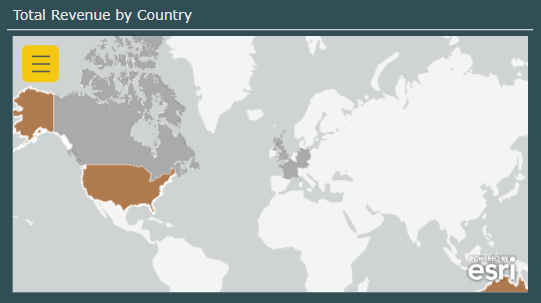 Total Revenue by Country
POWERED BY
esri